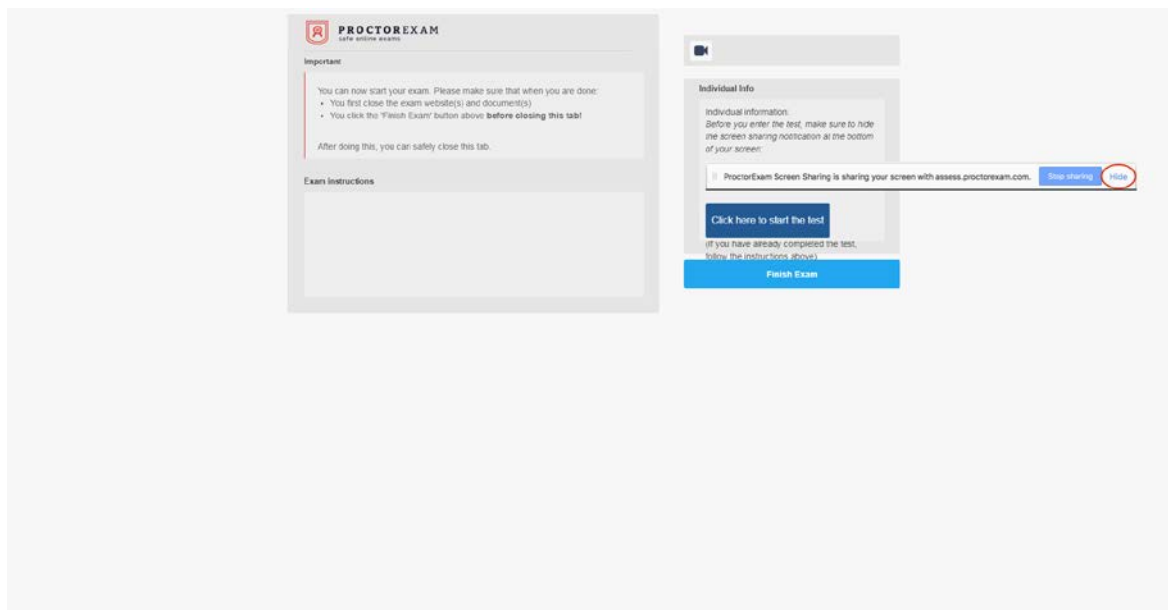 PROCTOREXAM
safe online exams
Important
You can now start your exam. Please make sure that when you are done:
• You first close the exam website(s) and document(s)
• You click the 'Finish Exam' button above before closing this tab!
After doing this, you can safely close this tab.
Exam instructions
Individual Info
Individual information:
Before you enter the test, make sure to hide
the screen sharing notification at the bottom
of your screen:
ProctorExam Screen Sharing is sharing your screen with assess.proctorexam.com.
Stop sharing
Hide
Click here to start the test
(If you have already completed the test,
follow the instructions above)
Finish Exam